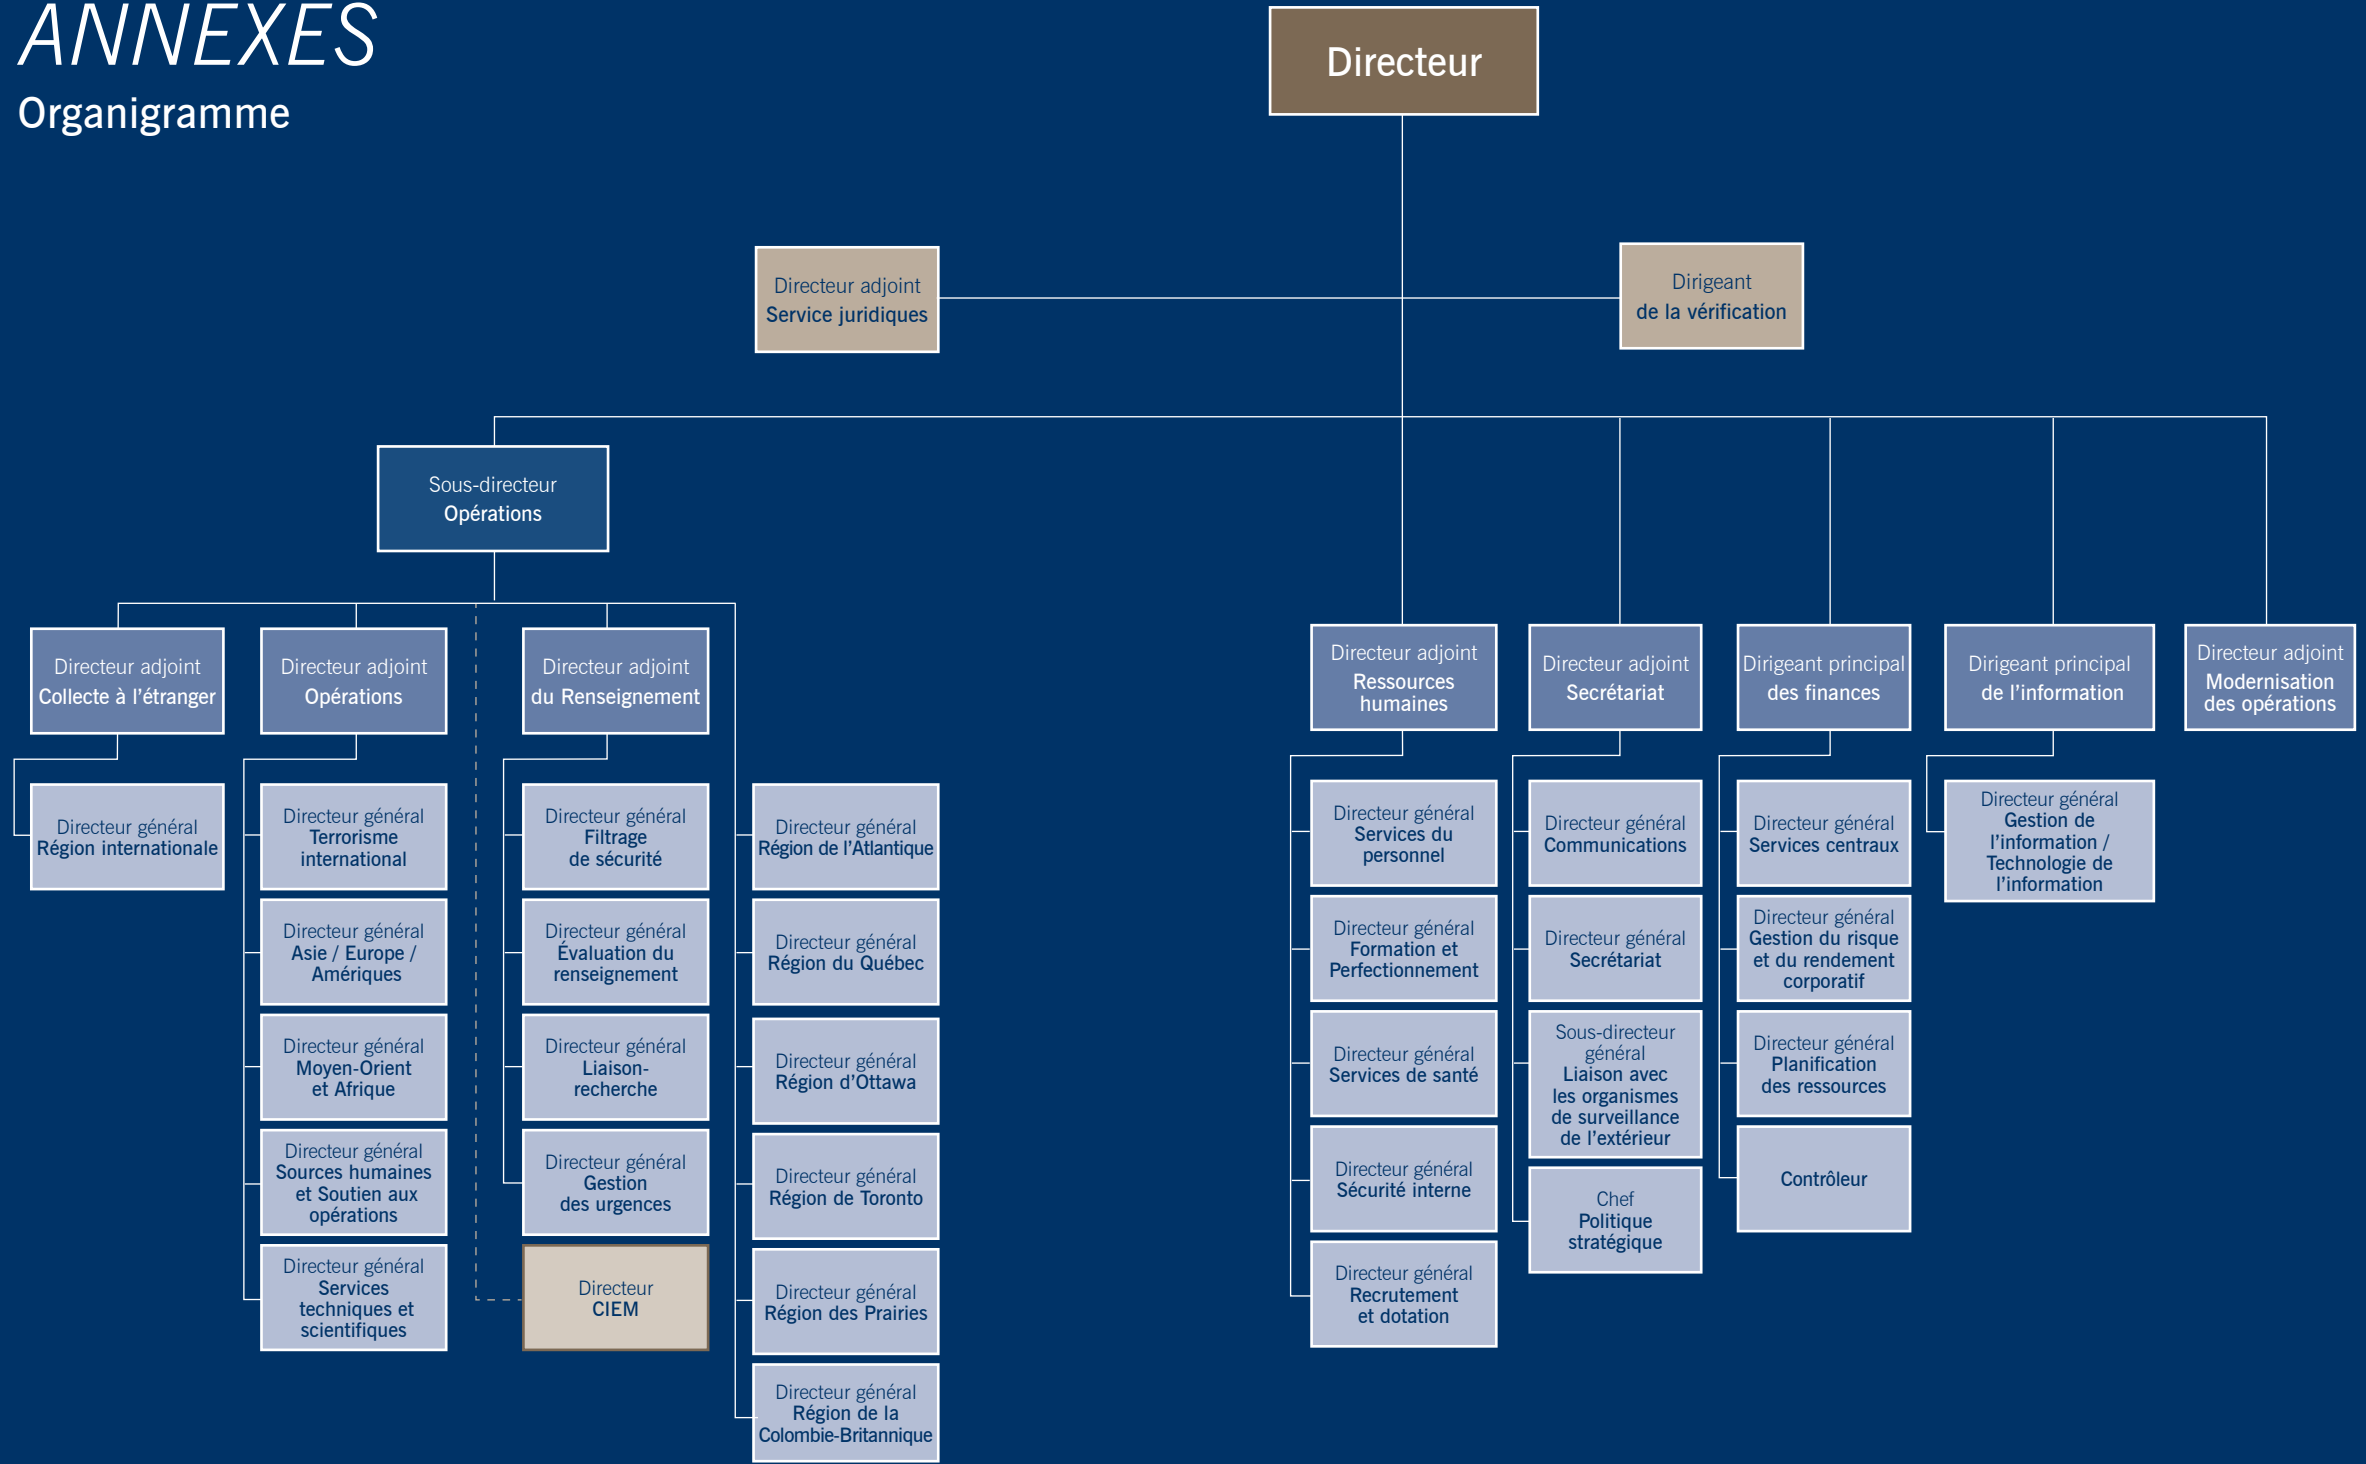 ANNEXES
Organigramme
Directeur
Directeur adjoint
Service juridiques
Dirigeant
de la vérification
Sous-directeur
Opérations
Directeur adjoint
Collecte à l’étranger
Directeur général
Région internationale
Directeur adjoint
Opérations
Directeur général
Terrorisme
international
Directeur général
Asie / Europe /
Amériques
Directeur général
Moyen-Orient
et Afrique
Directeur général
Sources humaines
et Soutien aux
opérations
Directeur général
Services
techniques et
scientifiques
Directeur adjoint
du Renseignement
Directeur général
Filtrage
de sécurité
Directeur général
Évaluation du
renseignement
Directeur général
Liaison-
recherche
Directeur général
Gestion
des urgences
Directeur
CIEM
Directeur général
Région de l’Atlantique
Directeur général
Région du Québec
Directeur général
Région d’Ottawa
Directeur général
Région de Toronto
Directeur général
Région des Prairies
Directeur général
Région de la
Colombie-Britannique
Directeur adjoint
Ressources
humaines
Directeur général
Services du
personnel
Directeur général
Formation et
Perfectionnement
Directeur général
Services de santé
Directeur général
Sécurité interne
Directeur général
Recrutement
et dotation
Directeur adjoint
Secrétariat
Directeur général
Communications
Directeur général
Secrétariat
Sous-directeur
général
Liaison avec
les organismes
de surveillance
de l’extérieur
Chef
Politique
stratégique
Dirigeant principal
des finances
Directeur général
Services centraux
Directeur général
Gestion du risque
et du rendement
corporatif
Directeur général
Planification
des ressources
Contrôleur
Dirigeant principal
de l’information
Directeur général
Gestion de
l’information /
Technologie de
l’information
Directeur adjoint
Modernisation
des opérations